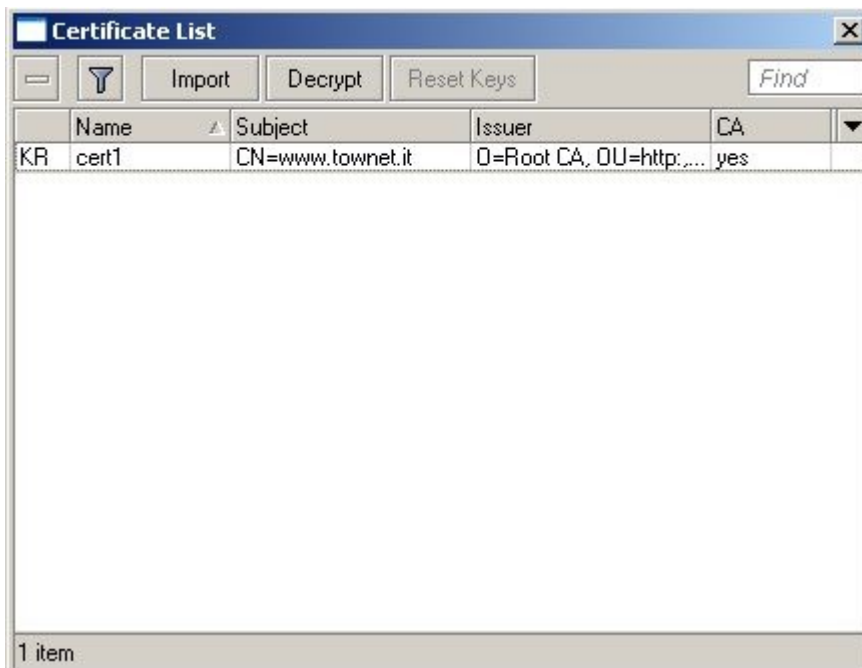 Certificate List
Import Decrypt Reset Keys Find
Name Subject Issuer CA
KR cert1 CN=www.townet.it O=Root CA, OU=http:,... yes
1 item